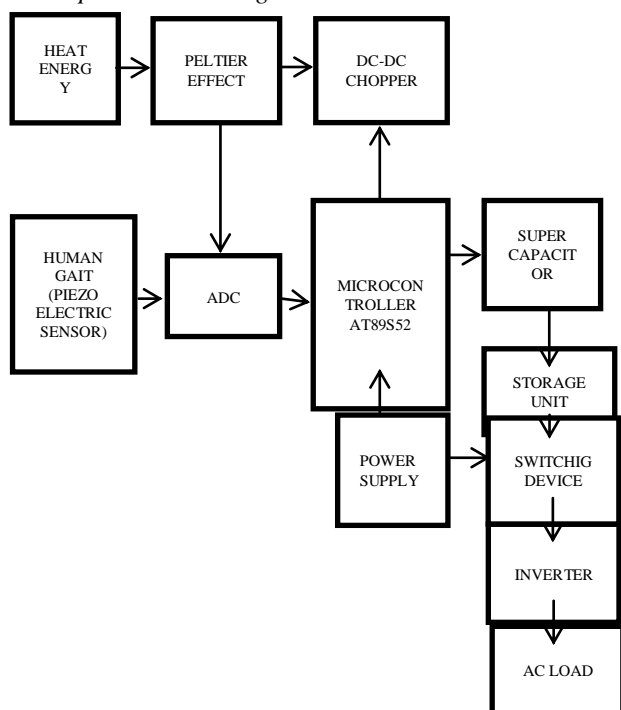 HEAT
ENERG
Y
PELTIER
EFFECT
DC-DC
CHOPPER
HUMAN
GAIT
(PIEZO
ELECTRIC
SENSOR)
ADC
MICROCON
TROLLER
AT89S52
SUPER
CAPACIT
OR
STORAGE
UNIT
POWER
SUPPLY
SWITCHIG
DEVICE
INVERTER
AC LOAD